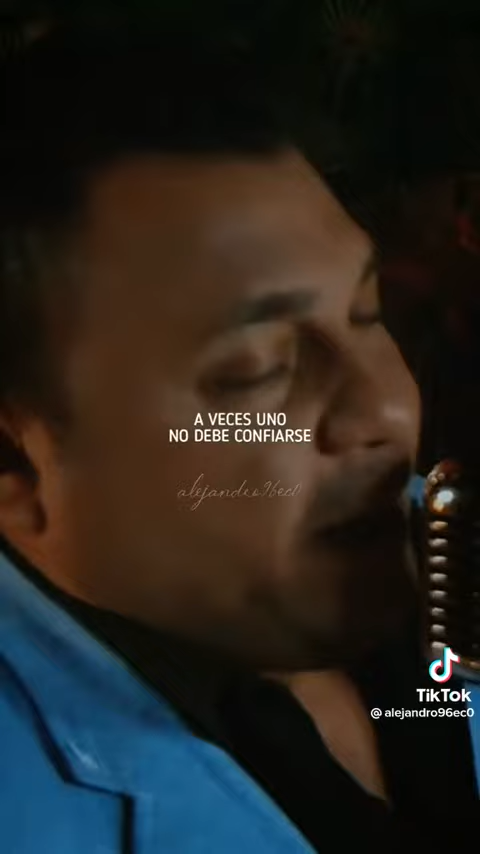 A VECES UNO
NO DEBE CONFIARSE
alejandro96ec0
TikTok
@ alejandro96ec0